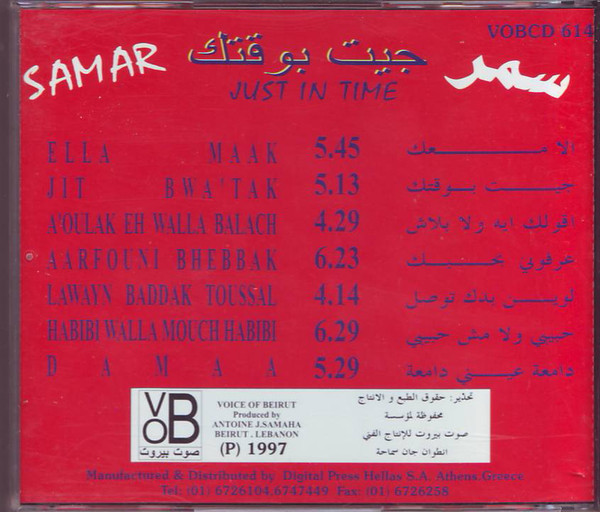 VOBCD 614
SAMAR جيت بوقتك سمر
JUST IN TIME
ELLA MAAK 5.45 الا معك
JIT BWA'TAK 5.13 جيت بوقتك
A'OULAK EH WALLA BALACH 4.29 اقولك ايه ولا بلاش
AARFOUNI BHEBBAK 6.23 عرفوني بحبك
LAWAYN BADDAK TOUSSAL 4.14 لوين بدك توصل
HABIBI WALLA MOUCH HABIBI 6.29 حبيبي ولا مش حبيبي
DAMAA 5.29 دامعة عيني دامعة
VOB
صوت بيروت
VOICE OF BEIRUT
Produced by
ANTOINE J.SAMAHA
BEIRUT . LEBANON
(P) 1997
تحذير: حقوق الطبع و الانتاج
محفوظة لمؤسسة
صوت بيروت للإنتاج الفني
انطوان جان سماحة
Manufactured & Distributed by Digital Press Hellas S.A. Athens.Greece
Tel: (01) 6726104.6747449 Fax: (01) 6726258